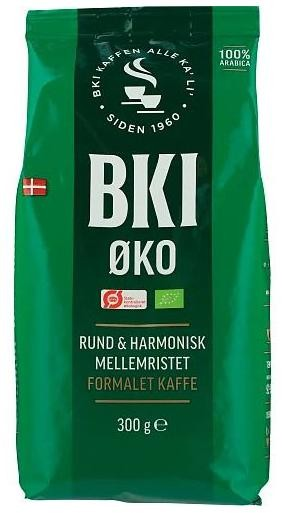 BKI KAFFEN ALLE KA' LI'
• SIDEN 1960 •
100%
ARABICA
BKI
ØKO
RUND & HARMONISK
MELLEMRISTET
FORMALET KAFFE
300 g ℮